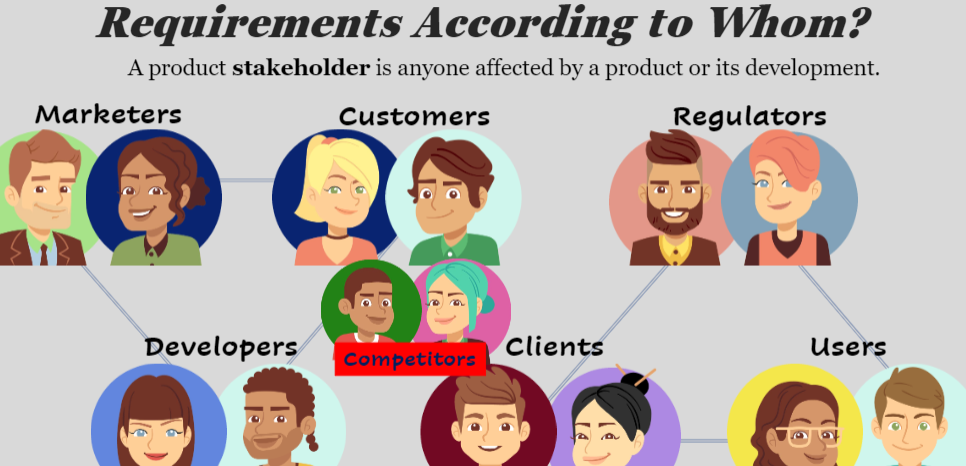 Requirements According to Whom?
A product stakeholder is anyone affected by a product or its development.
Marketers
Customers
Regulators
Developers
Competitors
Clients
Users